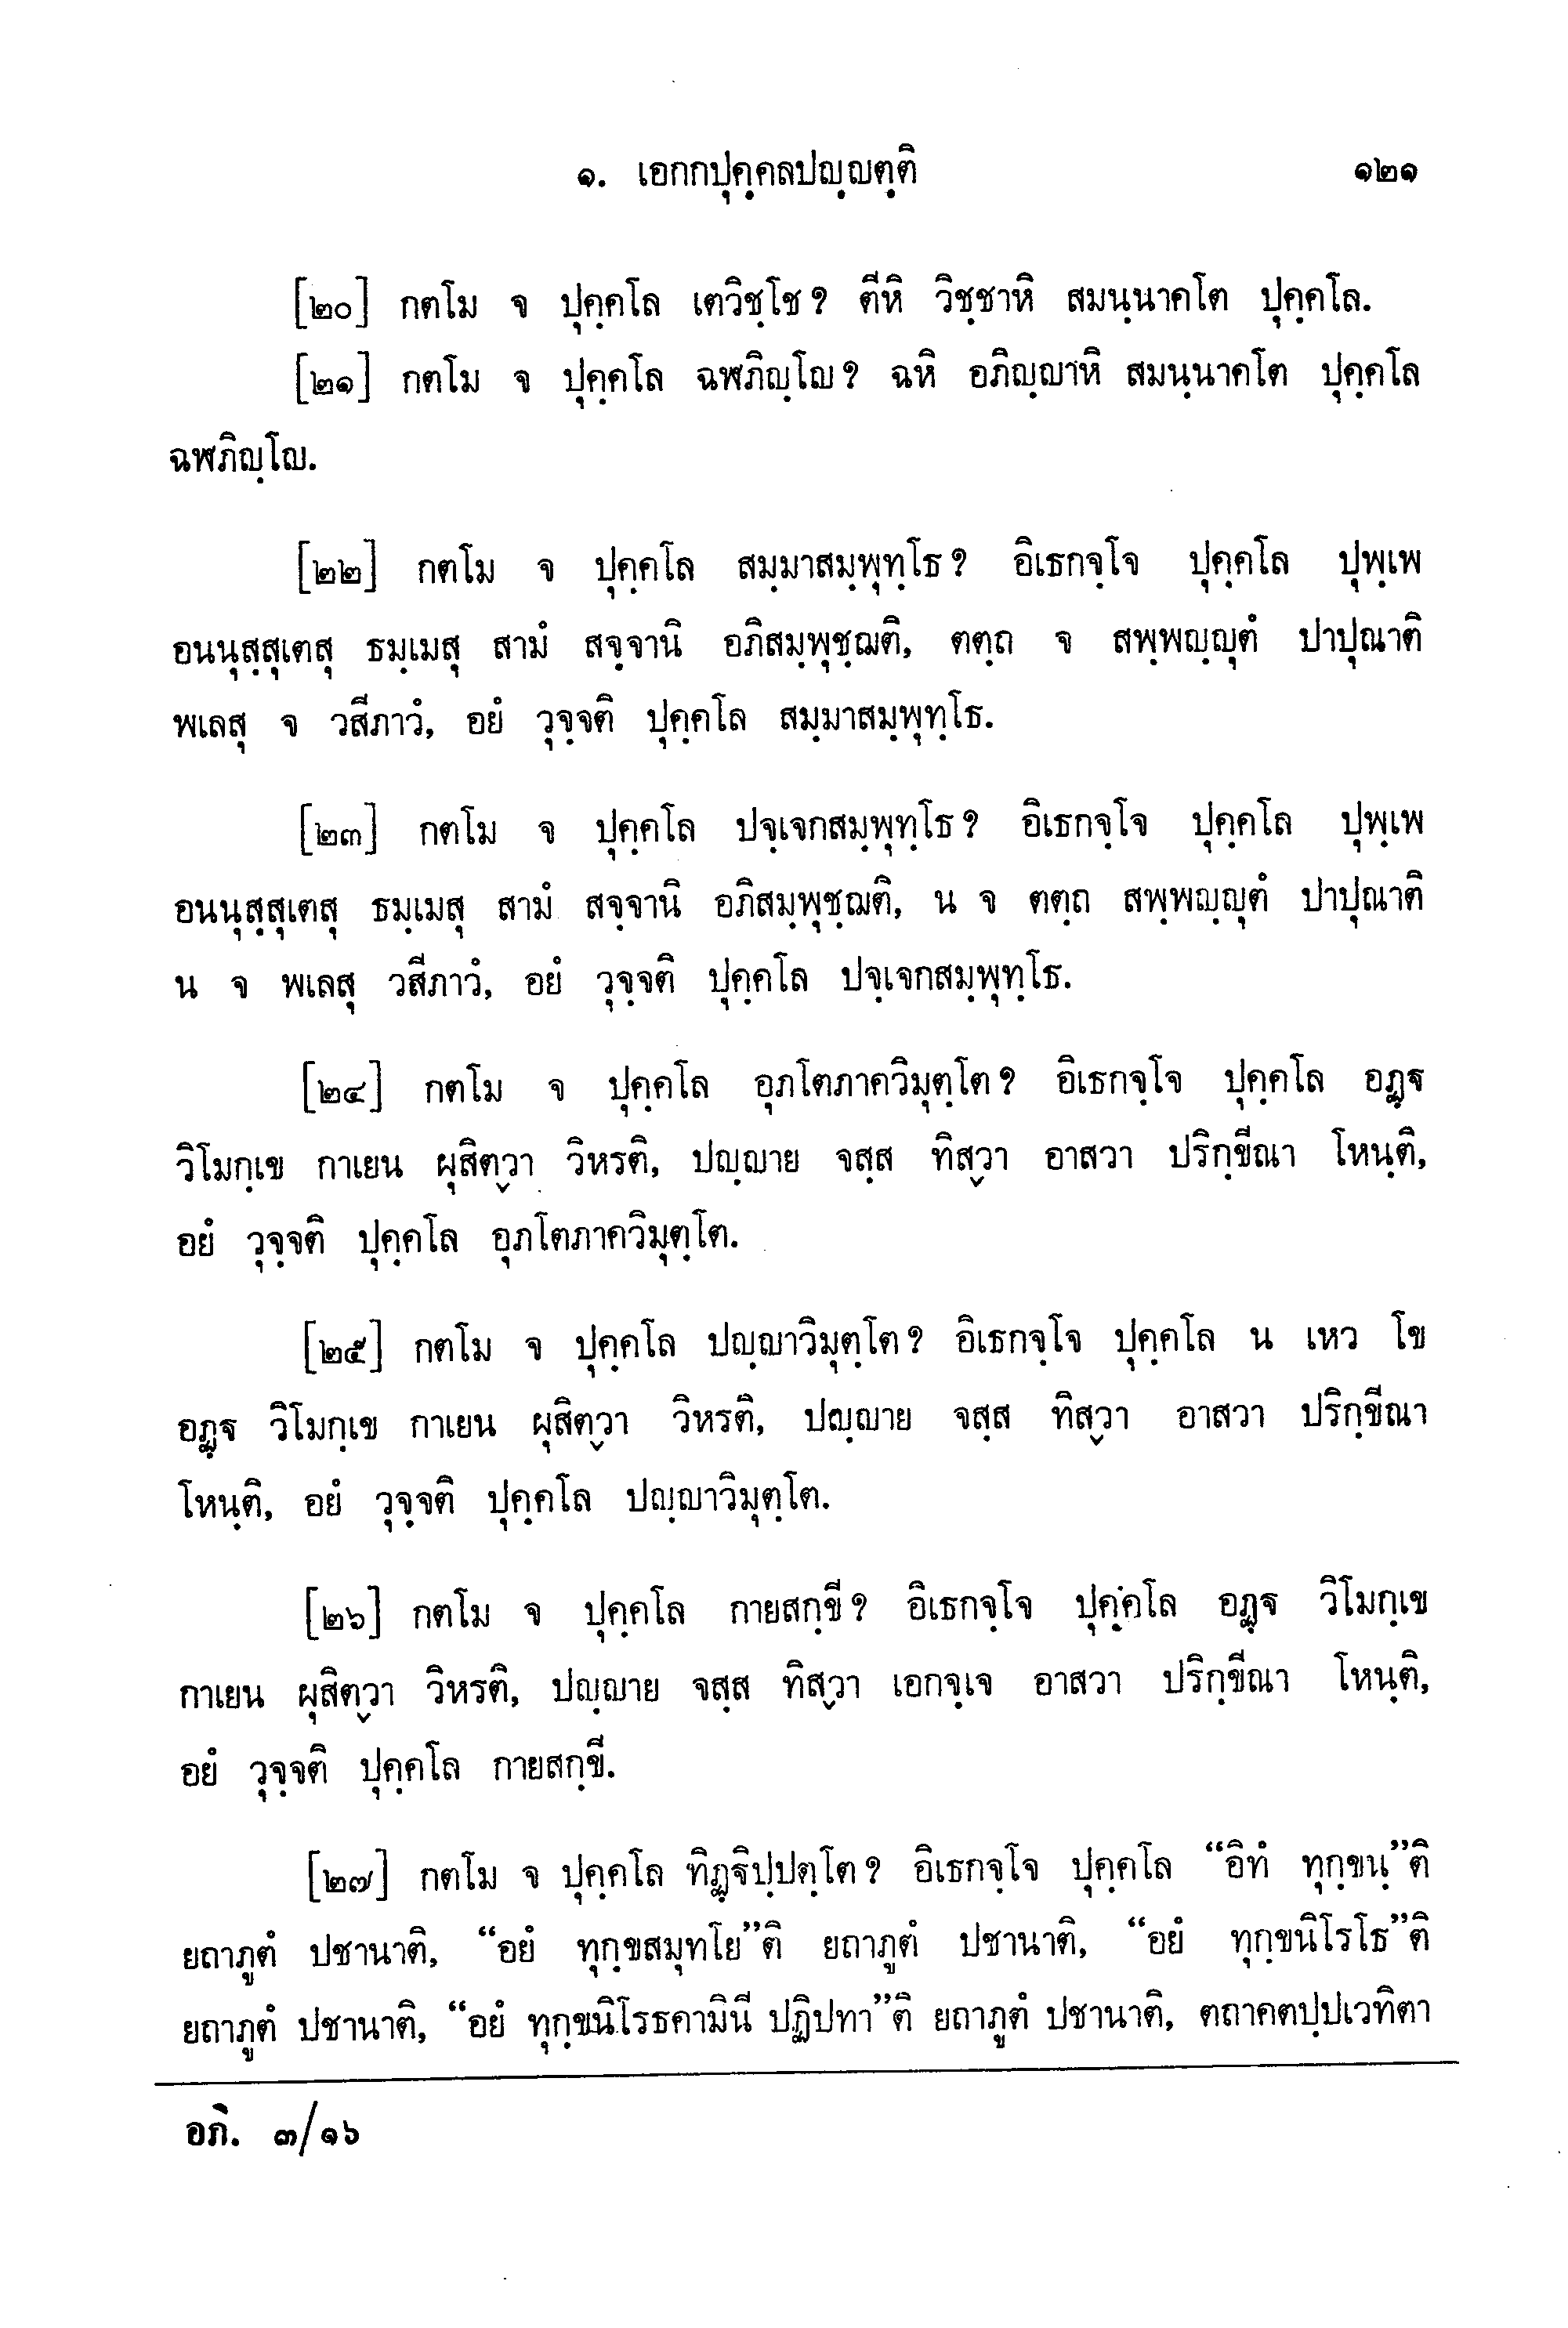 ๑. เอกกปุคฺคลปญฺญตฺติ ๑๒๑
[๒๐] กตโม จ ปุคฺคโล เตวิชฺโช? ตีหิ วิชฺชาหิ สมนฺนาคโต ปุคฺคโล.
[๒๑] กตโม จ ปุคฺคโล ฉฬภิญฺโญ? ฉหิ อภิญฺญาหิ สมนฺนาคโต ปุคฺคโล
ฉฬภิญฺโญ.
[๒๒] กตโม จ ปุคฺคโล สมฺมาสมฺพุทฺโธ? อิเธกจฺโจ ปุคฺคโล ปุพฺเพ
อนนุสฺสุเตสุ ธมฺเมสุ สามํ สจฺจานิ อภิสมฺพุชฺฌติ, ตตฺถ จ สพฺพญฺญุตํ ปาปุณาติ
พเลสุ จ วสีภาวํ, อยํ วุจฺจติ ปุคฺคโล สมฺมาสมฺพุทฺโธ.
[๒๓] กตโม จ ปุคฺคโล ปจฺเจกสมฺพุทฺโธ? อิเธกจฺโจ ปุคฺคโล ปุพฺเพ
อนนุสฺสุเตสุ ธมฺเมสุ สามํ สจฺจานิ อภิสมฺพุชฺฌติ, น จ ตตฺถ สพฺพญฺญุตํ ปาปุณาติ
น จ พเลสุ วสีภาวํ, อยํ วุจฺจติ ปุคฺคโล ปจฺเจกสมฺพุทฺโธ.
[๒๔] กตโม จ ปุคฺคโล อุภโตภาควิมุตฺโต? อิเธกจฺโจ ปุคฺคโล อฏฺฐ
วิโมกฺเข กาเยน ผุสิตฺวา วิหรติ, ปญฺญาย จสฺส ทิสฺวา อาสวา ปริกฺขีณา โหนฺติ,
อยํ วุจฺจติ ปุคฺคโล อุภโตภาควิมุตฺโต.
[๒๕] กตโม จ ปุคฺคโล ปญฺญาวิมุตฺโต? อิเธกจฺโจ ปุคฺคโล น เหว โข
อฏฺฐ วิโมกฺเข กาเยน ผุสิตฺวา วิหรติ, ปญฺญาย จสฺส ทิสฺวา อาสวา ปริกฺขีณา
โหนฺติ, อยํ วุจฺจติ ปุคฺคโล ปญฺญาวิมุตฺโต.
[๒๖] กตโม จ ปุคฺคโล กายสกฺขี? อิเธกจฺโจ ปุคฺคโล อฏฺฐ วิโมกฺเข
กาเยน ผุสิตฺวา วิหรติ, ปญฺญาย จสฺส ทิสฺวา เอกจฺเจ อาสวา ปริกฺขีณา โหนฺติ,
อยํ วุจฺจติ ปุคฺคโล กายสกฺขี.
[๒๗] กตโม จ ปุคฺคโล ทิฏฺฐิปฺปตฺโต? อิเธกจฺโจ ปุคฺคโล “อิทํ ทุกฺขนฺ”ติ
ยถาภูตํ ปชานาติ, “อยํ ทุกฺขสมุทโย”ติ ยถาภูตํ ปชานาติ, “อยํ ทุกฺขนิโรโธ”ติ
ยถาภูตํ ปชานาติ, “อยํ ทุกฺขนิโรธคามินี ปฏิปทา”ติ ยถาภูตํ ปชานาติ, ตถาคตปฺปเวทิตา
อภิ. ๓/๑๖